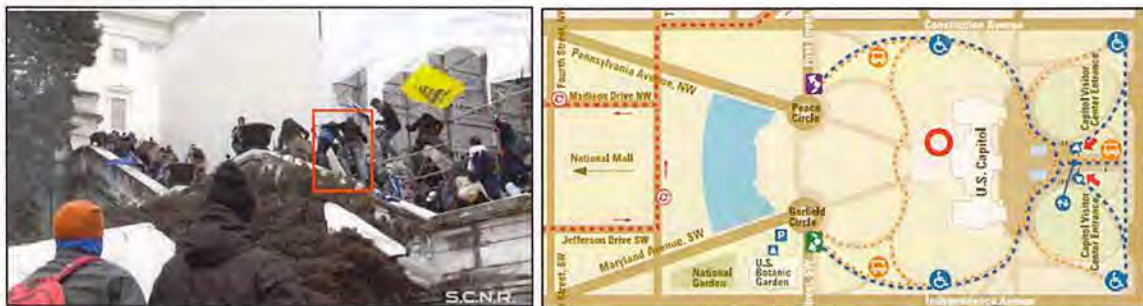 S.C.N.R.
Constitution Avenue
Fourth Street, NW
Pennsylvania Avenue, NW
Madison Drive NW
Peace
Circle
National Mall
U.S. Capitol
Capitol Visitor
Center Entrance
Capitol Visitor
Center Entrance
Garfield
Circle
Jefferson Drive SW
Maryland Avenue, SW
Street, SW
P
National
Garden
U.S.
Botanic
Garden
Independence Avenue